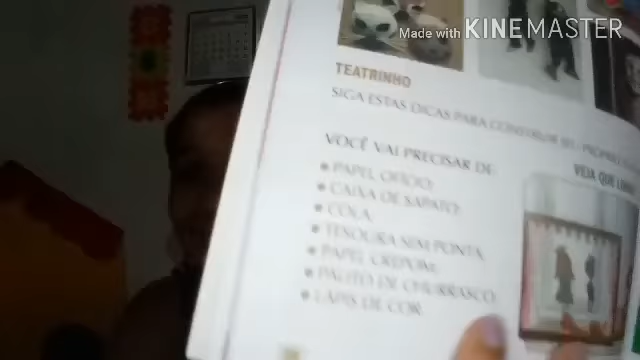 Made with KINEMASTER
TEATRINHO
SIGA ESTAS DICAS PARA CONSTRUIR SEU PRÓPRIO
VOCÊ VAI PRECISAR DE:
• PAPEL OFÍCIO;
• CAIXA DE SAPATO;
• COLA;
• TESOURA SEM PONTA;
• PAPEL CREPOM;
• PALITO DE CHURRASCO;
• LÁPIS DE COR.
VEJA QUE